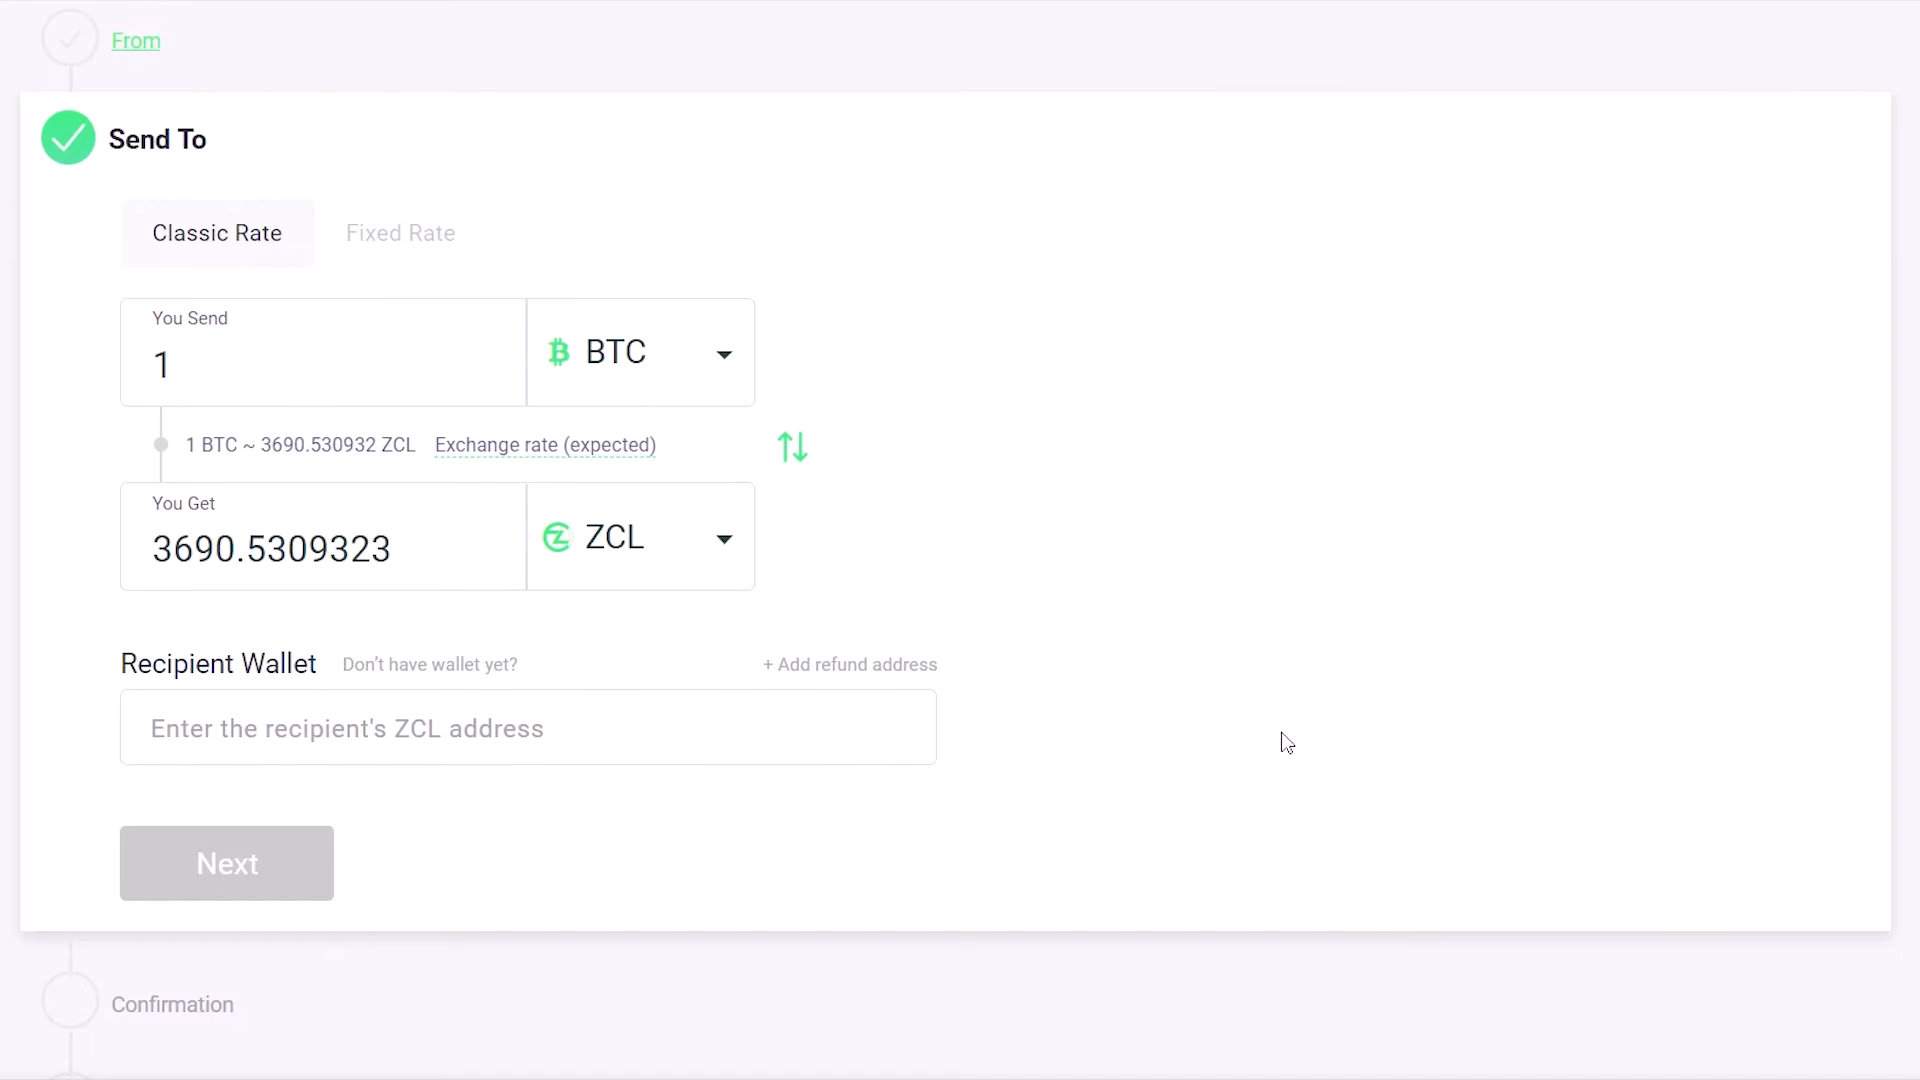 From
Send To
Classic Rate Fixed Rate
You Send
1
BTC
1 BTC ~ 3690.530932 ZCL Exchange rate (expected)
You Get
3690.5309323
ZCL
Recipient Wallet Don't have wallet yet? + Add refund address
Enter the recipient's ZCL address
Next
Confirmation